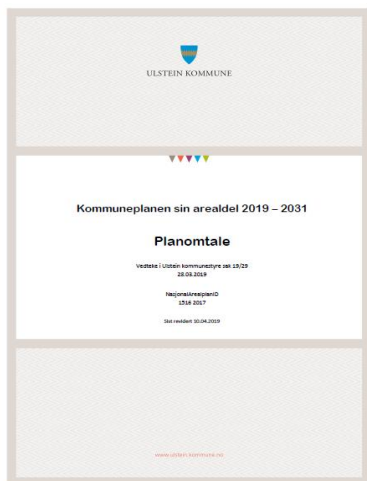 ULSTEIN KOMMUNE
Kommuneplanen sin arealdel 2019 – 2031
Planomtale
Vedteke i Ulstein kommunestyre sak 19/29
28.03.2019
NasjonalArealplanID
1516 2017
Sist revidert 10.04.2019
www.ulstein.kommune.no